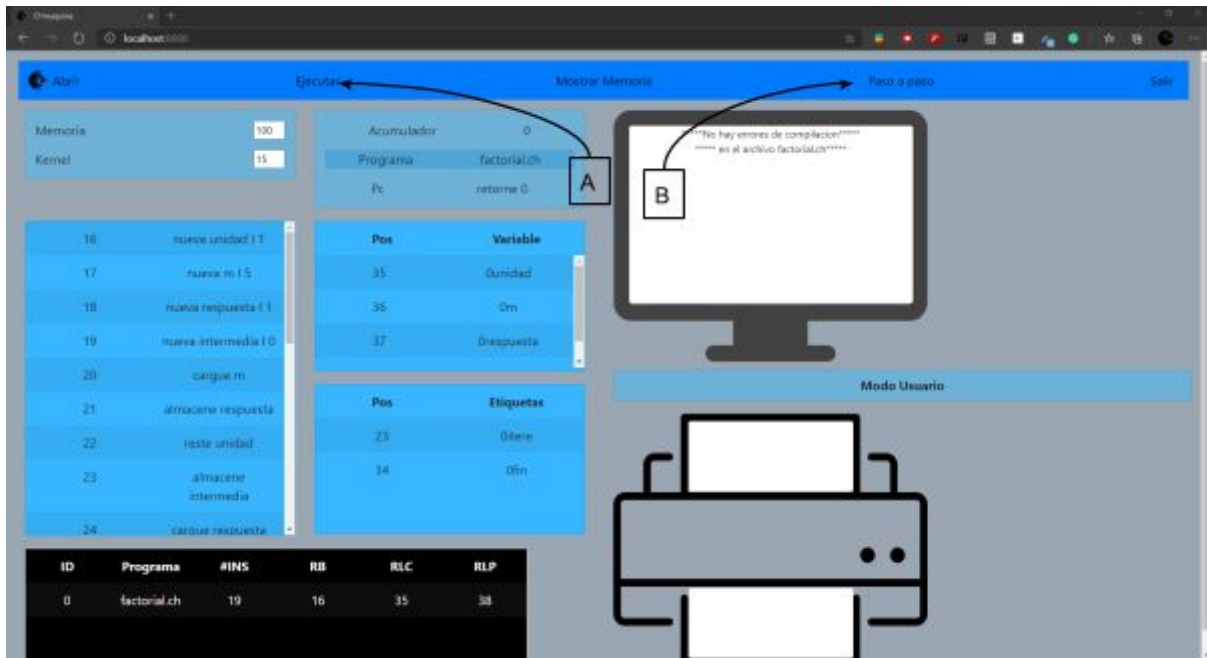 Ch'maquina
localhost:8888
Abrir
Ejecutar
Mostrar Memoria
Paso a paso
Salir
Memoria 100
Kernel 15
Acumulador 0
Programa factorial.ch
Pc retorne 0
A
B
*****No hay errores de compilacion*****
***** en el archivo factorial.ch*****
16 nueva unidad I 1
17 nueva m I 5
18 nueva respuesta I 1
19 nueva intermedia I 0
20 cargue m
21 almacene respuesta
22 reste unidad
23 almacene
intermedia
24 cargue respuesta
Pos Variable
35 0unidad
36 0m
37 0respuesta
Pos Etiquetas
23 0itere
34 0fin
Modo Usuario
ID Programa #INS RB RLC RLP
0 factorial.ch 19 16 35 38